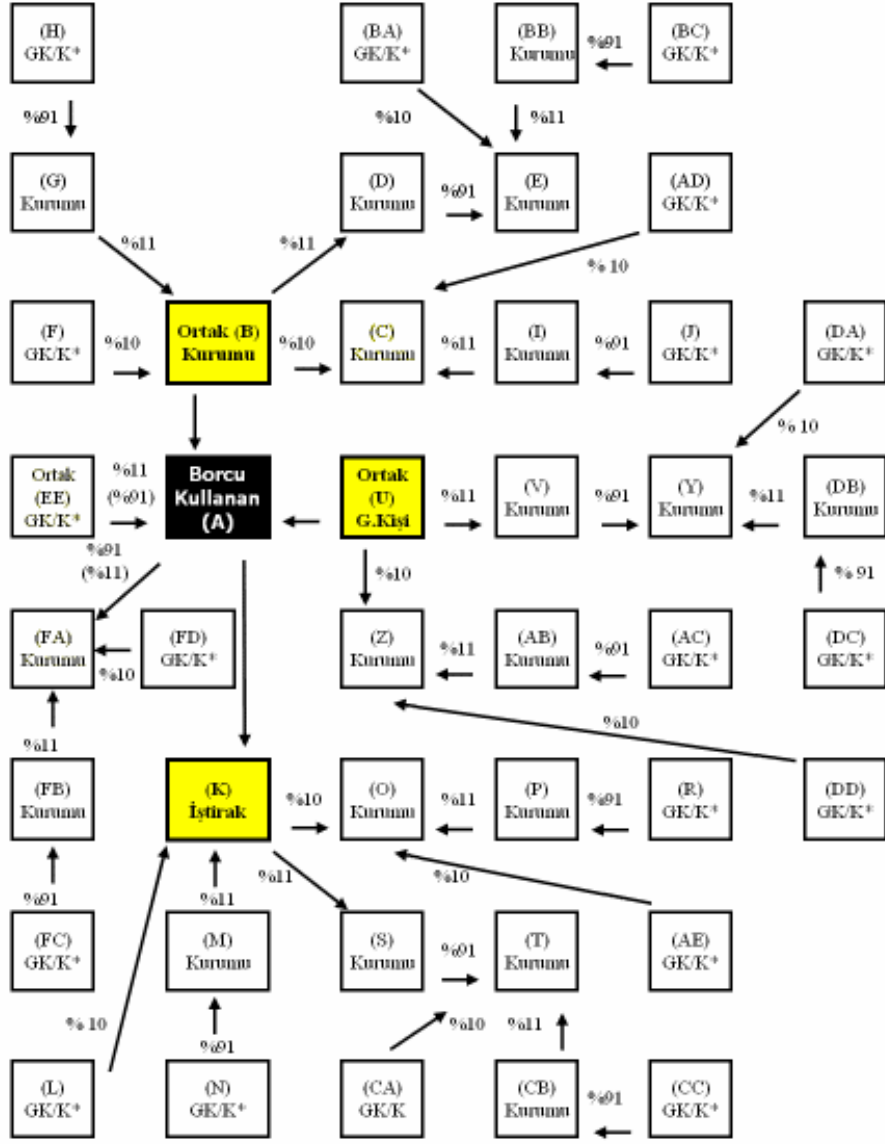 (H)
GK/K*
(BA)
GK/K*
(BB)
Kurumu
%91
(BC)
GK/K*
%91
%10
%11
(G)
Kurumu
(D)
Kurumu
%91
(E)
Kurumu
(AD)
GK/K*
%11
%11
% 10
(F)
GK/K*
%10
Ortak (B)
Kurumu
%10
(C)
Kurumu
%11
(I)
Kurumu
%91
(J)
GK/K*
(DA)
GK/K*
% 10
Ortak
(EE)
GK/K*
%11
(%91)
Borcu
Kullanan
(A)
Ortak
(U)
G.Kişi
%11
(V)
Kurumu
%91
(Y)
Kurumu
%11
(DB)
Kurumu
%91
(%11)
%10
% 91
(FA)
Kurumu
%10
(FD)
GK/K*
(Z)
Kurumu
%11
(AB)
Kurumu
%91
(AC)
GK/K*
(DC)
GK/K*
%11
%10
(FB)
Kurumu
(K)
İştirak
%10
(O)
Kurumu
%11
(P)
Kurumu
%91
(R)
GK/K*
(DD)
GK/K*
%91
%11
%11
%10
(FC)
GK/K*
(M)
Kurumu
(S)
Kurumu
%91
(T)
Kurumu
(AE)
GK/K*
% 10
%91
%10
%11
(L)
GK/K*
(N)
GK/K*
(CA)
GK/K
(CB)
Kurumu
%91
(CC)
GK/K*